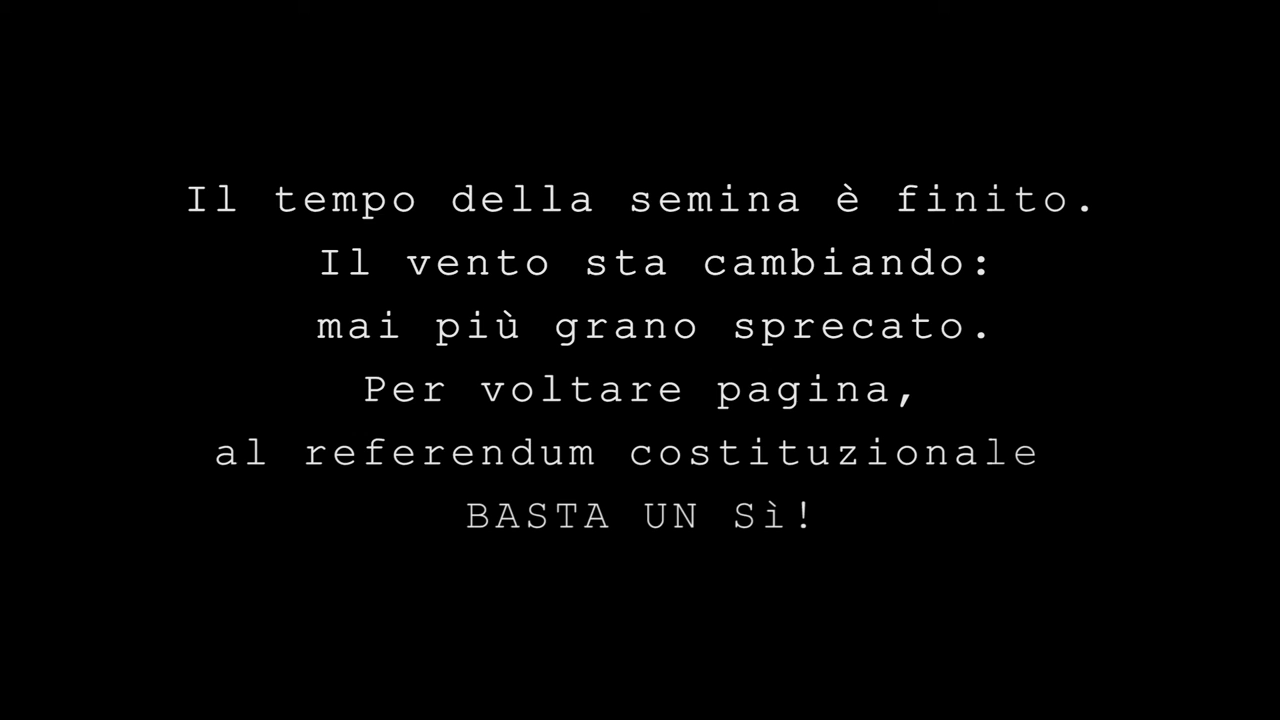 Il tempo della semina è finito.
Il vento sta cambiando:
mai più grano sprecato.
Per voltare pagina,
al referendum costituzionale
BASTA UN Sì!